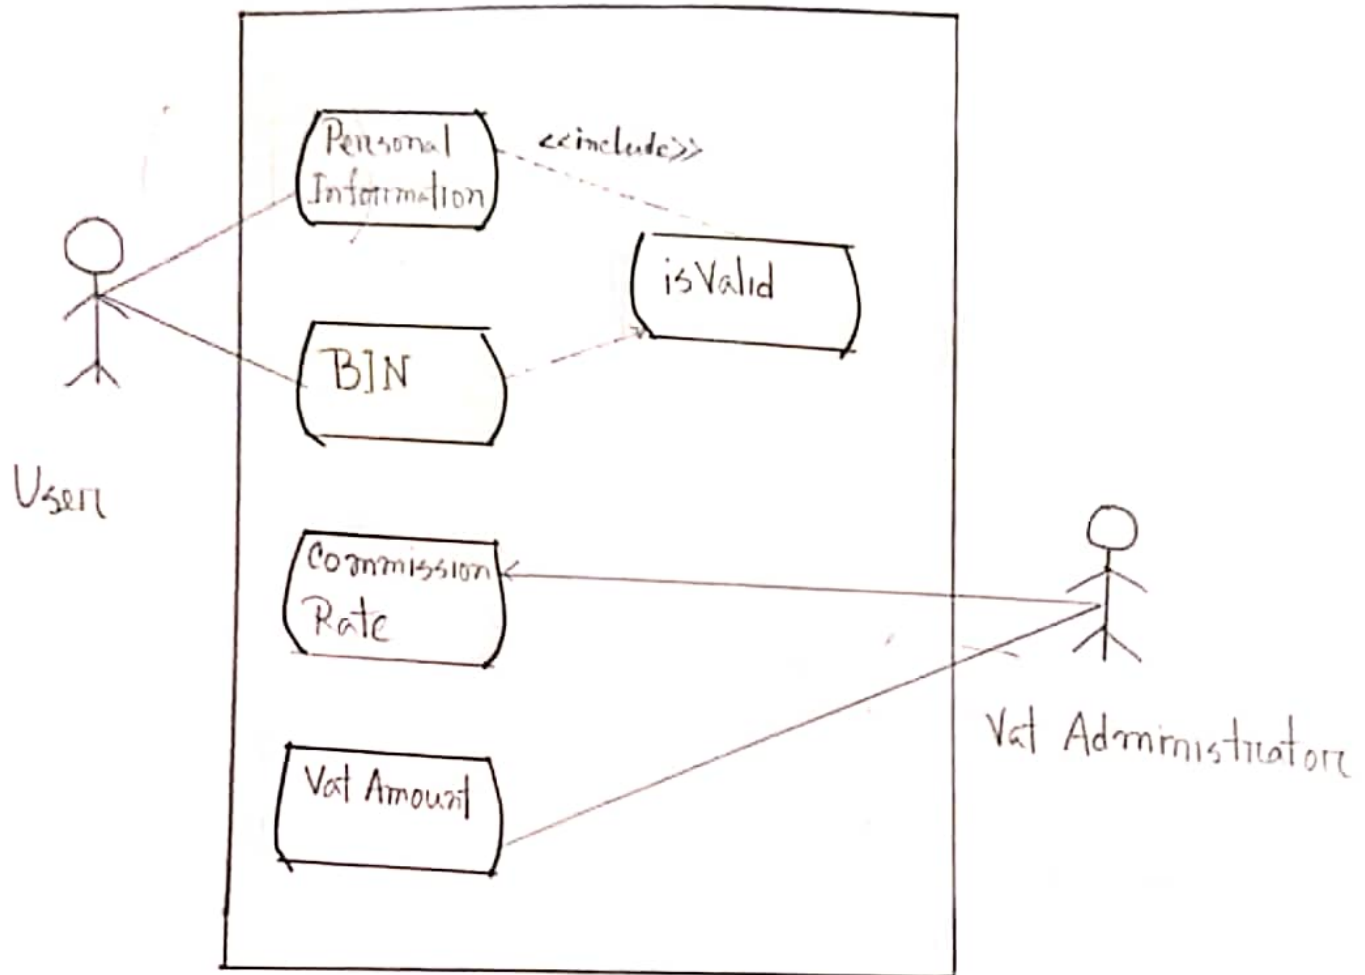 Personal
Information
<<include>>
isValid
BIN
User
Commission
Rate
Vat Amount
Vat Administrator